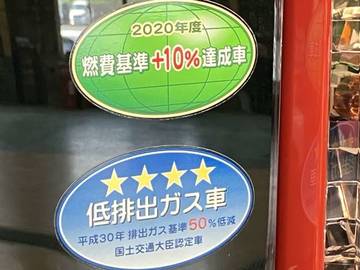 2020年度
燃費基準+10%達成車
低排出ガス車
平成30年 排出ガス基準50%低減
国土交通大臣認定車